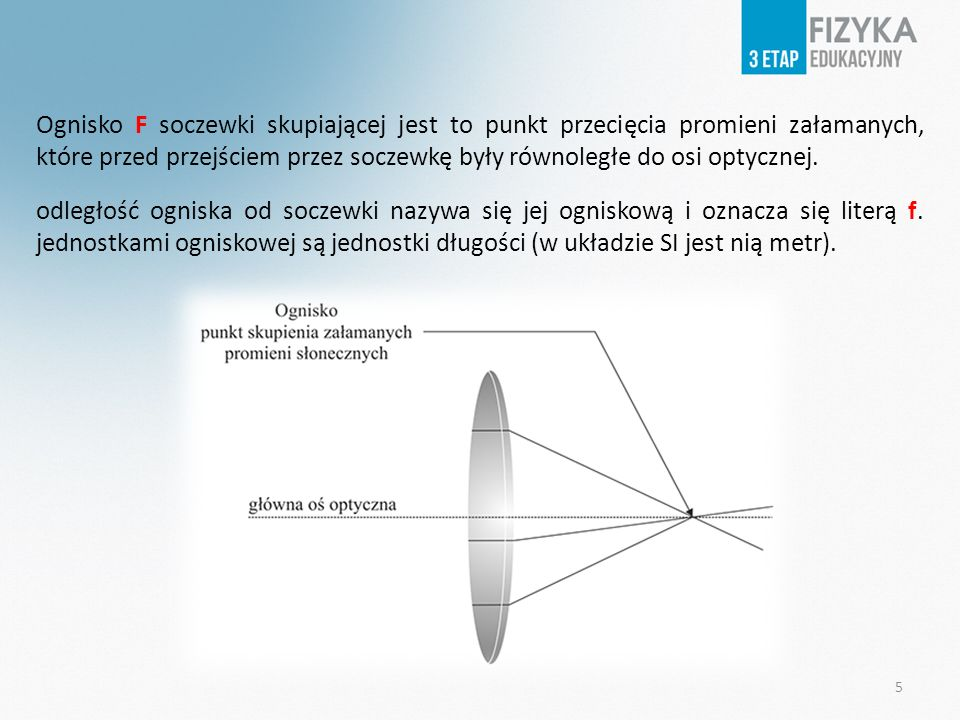 FIZYKA
3 ETAP EDUKACYJNY
Ognisko F soczewki skupiającej jest to punkt przecięcia promieni załamanych,
które przed przejściem przez soczewkę były równoległe do osi optycznej.
odległość ogniska od soczewki nazywa się jej ogniskową i oznacza się literą f.
jednostkami ogniskowej są jednostki długości (w układzie SI jest nią metr).
Ognisko
punkt skupienia załamanych
promieni słonecznych
główna oś optyczna
5